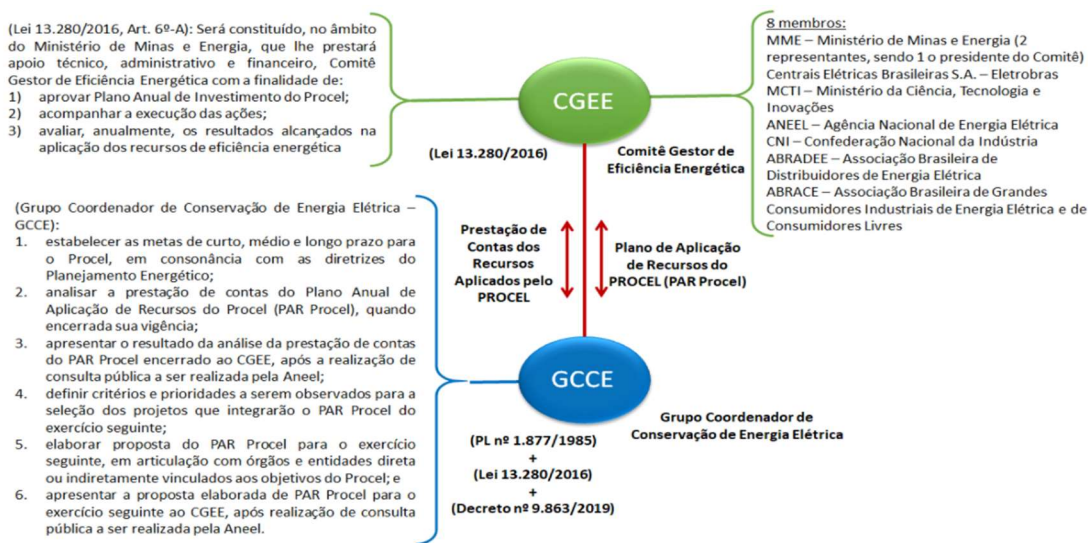 (Lei 13.280/2016, Art. 6º-A): Será constituído, no âmbito
do Ministério de Minas e Energia, que lhe prestará
apoio técnico, administrativo e financeiro, Comitê
Gestor de Eficiência Energética com a finalidade de:
1) aprovar Plano Anual de Investimento do Procel;
2) acompanhar a execução das ações;
3) avaliar, anualmente, os resultados alcançados na
aplicação dos recursos de eficiência energética
CGEE
(Lei 13.280/2016)
Comitê Gestor de
Eficiência Energética
8 membros:
MME – Ministério de Minas e Energia (2
representantes, sendo 1 o presidente do Comitê)
Centrais Elétricas Brasileiras S.A. – Eletrobras
MCTI – Ministério da Ciência, Tecnologia e
Inovações
ANEEL – Agência Nacional de Energia Elétrica
CNI – Confederação Nacional da Indústria
ABRADEE – Associação Brasileira de
Distribuidores de Energia Elétrica
ABRACE – Associação Brasileira de Grandes
Consumidores Industriais de Energia Elétrica e de
Consumidores Livres
(Grupo Coordenador de Conservação de Energia Elétrica –
GCCE):
1. estabelecer as metas de curto, médio e longo prazo para
o Procel, em consonância com as diretrizes do
Planejamento Energético;
2. analisar a prestação de contas do Plano Anual de
Aplicação de Recursos do Procel (PAR Procel), quando
encerrada sua vigência;
3. apresentar o resultado da análise da prestação de contas
do PAR Procel encerrado ao CGEE, após a realização de
consulta pública a ser realizada pela Aneel;
4. definir critérios e prioridades a serem observados para a
seleção dos projetos que integrarão o PAR Procel do
exercício seguinte;
5. elaborar proposta do PAR Procel para o exercício
seguinte, em articulação com órgãos e entidades direta
ou indiretamente vinculados aos objetivos do Procel; e
6. apresentar a proposta elaborada de PAR Procel para o
exercício seguinte ao CGEE, após realização de consulta
pública a ser realizada pela Aneel.
Prestação de
Contas dos
Recursos
Aplicados pelo
PROCEL
Plano de Aplicação
de Recursos do
PROCEL (PAR Procel)
GCCE
Grupo Coordenador de
Conservação de Energia Elétrica
(PL nº 1.877/1985)
+
(Lei 13.280/2016)
+
(Decreto nº 9.863/2019)